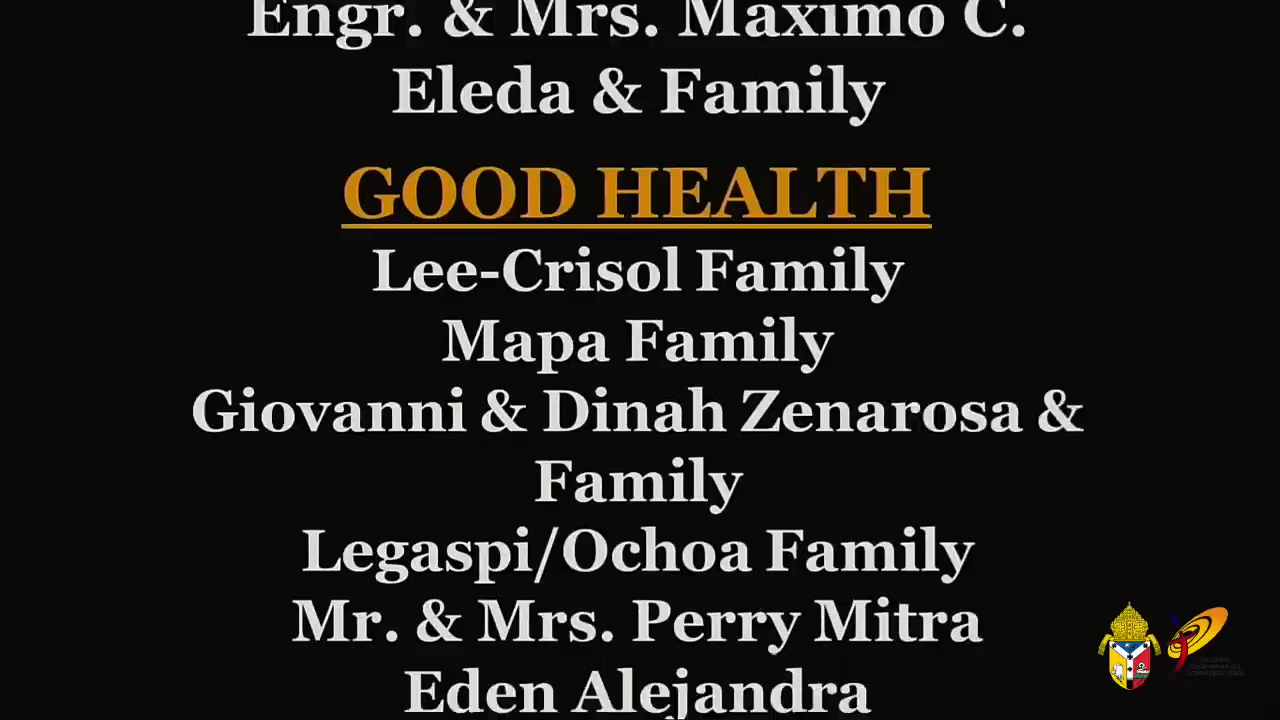 Engr. & Mrs. Maximo C.
Eleda & Family
GOOD HEALTH
Lee-Crisol Family
Mapa Family
Giovanni & Dinah Zenarosa &
Family
Legaspi/Ochoa Family
Mr. & Mrs. Perry Mitra
Eden Alejandra